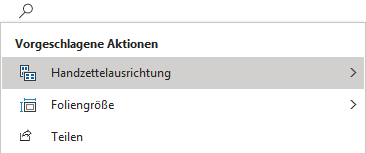 Vorgeschlagene Aktionen
Handzettelausrichtung
Foliengröße
Teilen